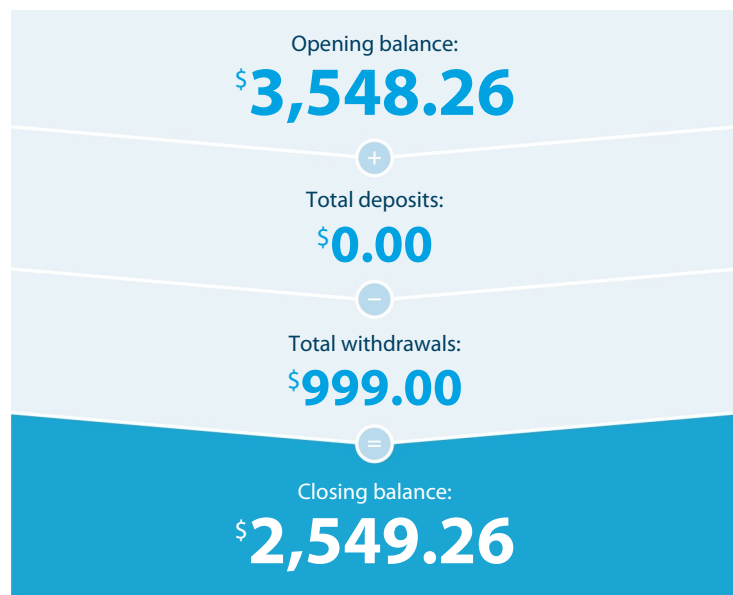 Opening balance:
$3,548.26
+
Total deposits:
$0.00
−
Total withdrawals:
$999.00
=
Closing balance:
$2,549.26